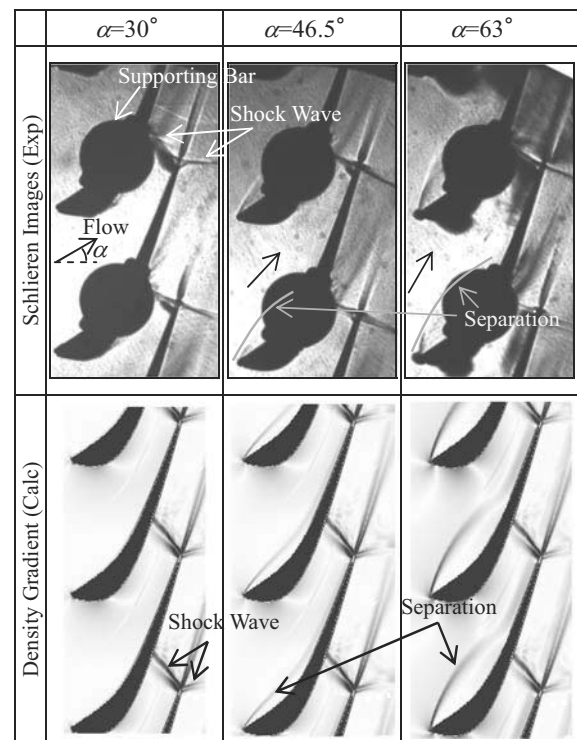 α=30°
α=46.5°
α=63°
Schlieren Images (Exp)
Supporting Bar
Shock Wave
Flow
α
Separation
Density Gradient (Calc)
Shock Wave
Separation